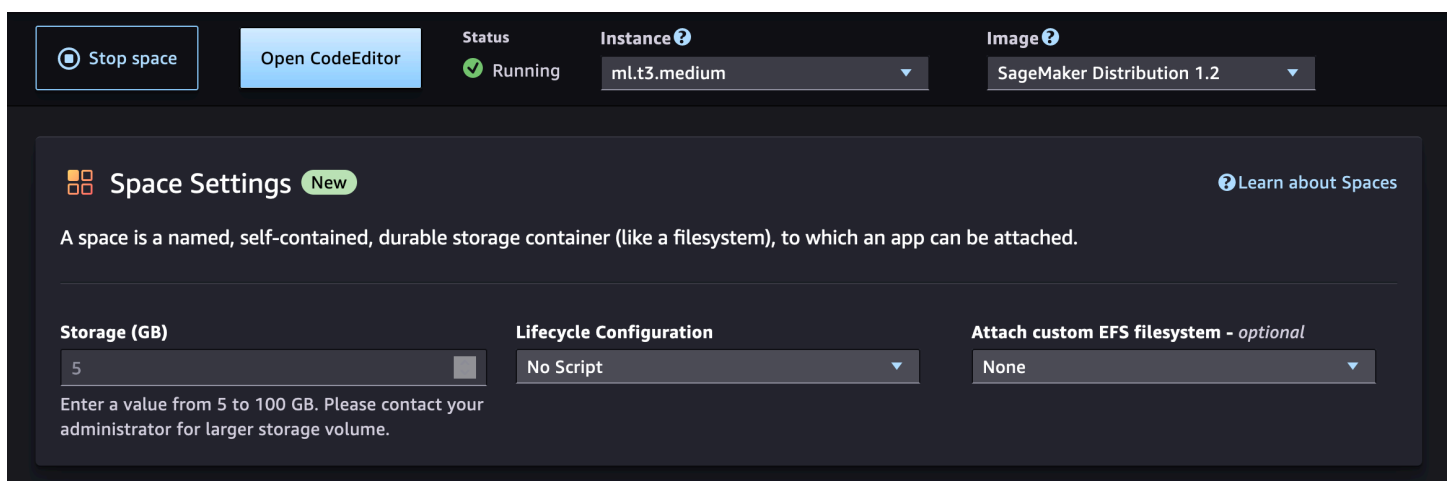 Stop space
Open CodeEditor
Status
Running
Instance
ml.t3.medium
Image
SageMaker Distribution 1.2
Space Settings New
Learn about Spaces
A space is a named, self-contained, durable storage container (like a filesystem), to which an app can be attached.
Storage (GB)
5
Enter a value from 5 to 100 GB. Please contact your
administrator for larger storage volume.
Lifecycle Configuration
No Script
Attach custom EFS filesystem - optional
None